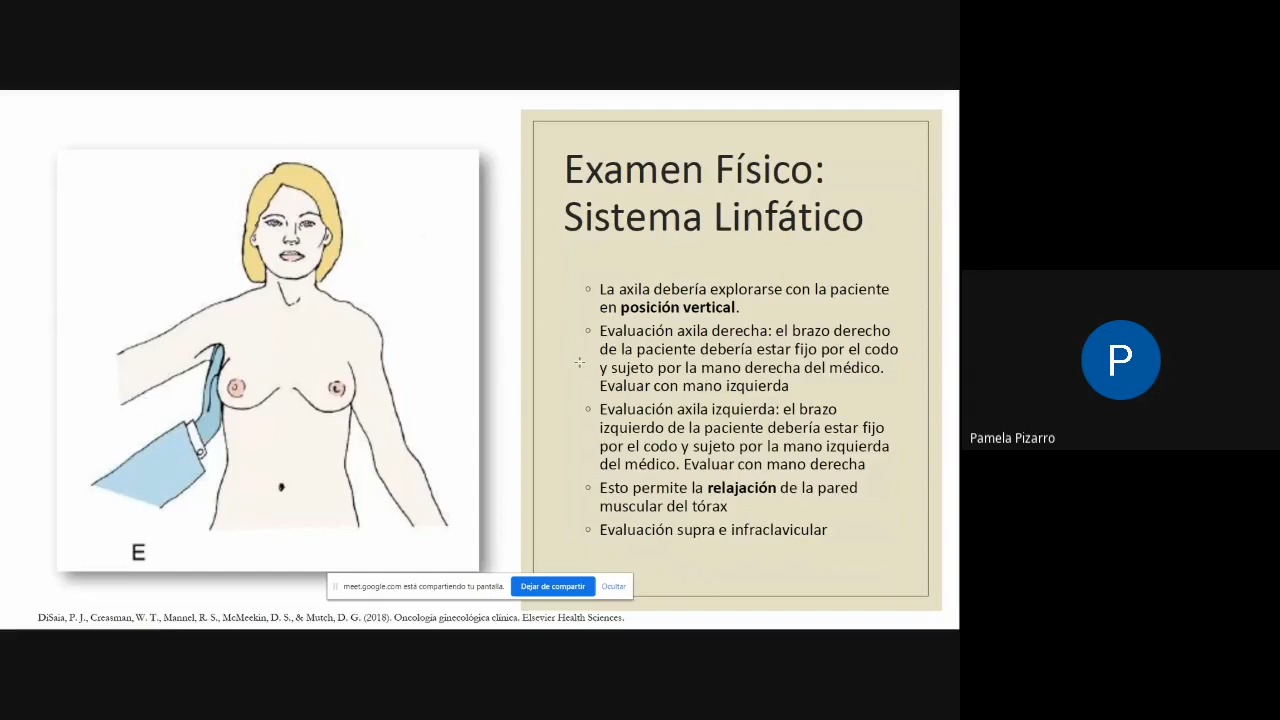 Examen Físico:
Sistema Linfático
◦ La axila debería explorarse con la paciente
en posición vertical.
◦ Evaluación axila derecha: el brazo derecho
de la paciente debería estar fijo por el codo
y sujeto por la mano derecha del médico.
Evaluar con mano izquierda
◦ Evaluación axila izquierda: el brazo
izquierdo de la paciente debería estar fijo
por el codo y sujeto por la mano izquierda
del médico. Evaluar con mano derecha
◦ Esto permite la relajación de la pared
muscular del tórax
◦ Evaluación supra e infraclavicular
E
meet.google.com está compartiendo tu pantalla. Dejar de compartir Ocultar
DiSaia, P. J., Creasman, W. T., Mannel, R. S., McMeekin, D. S., & Mutch, D. G. (2018). Oncología ginecológica clínica. Elsevier Health Sciences.
P
Pamela Pizarro